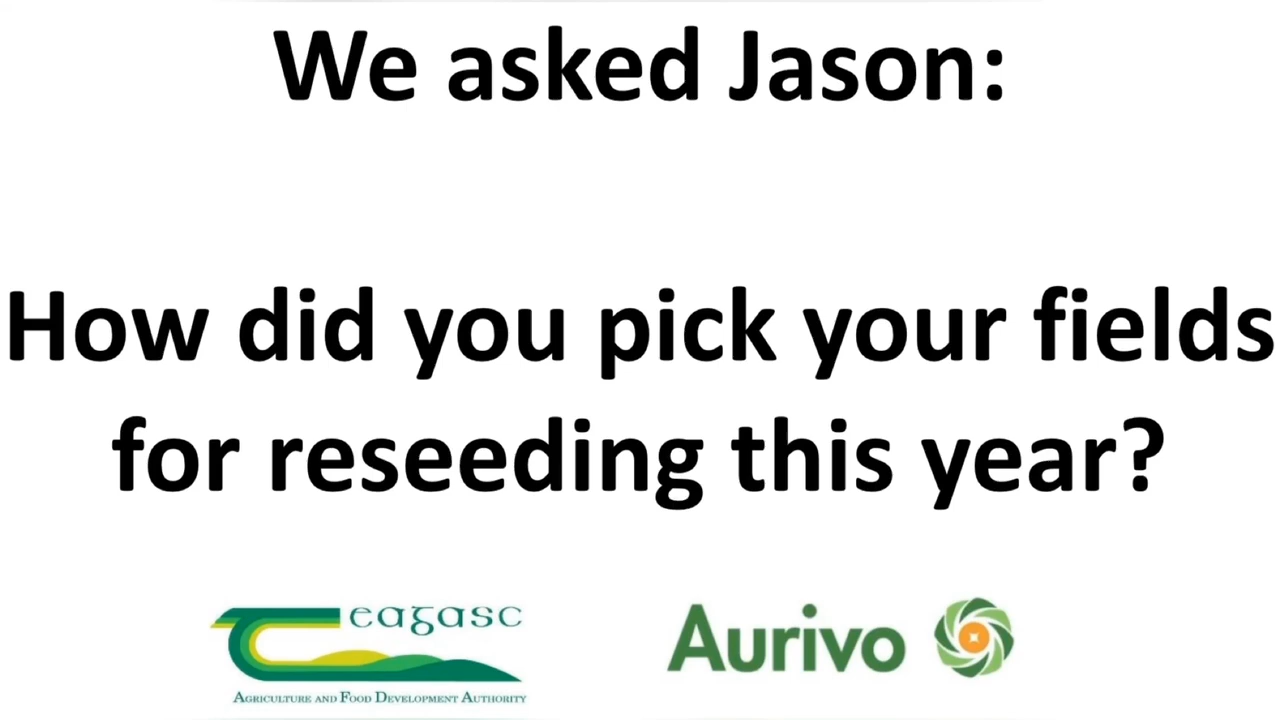 We asked Jason:
How did you pick your fields
for reseeding this year?
Teagasc
AGRICULTURE AND FOOD DEVELOPMENT AUTHORITY
Aurivo